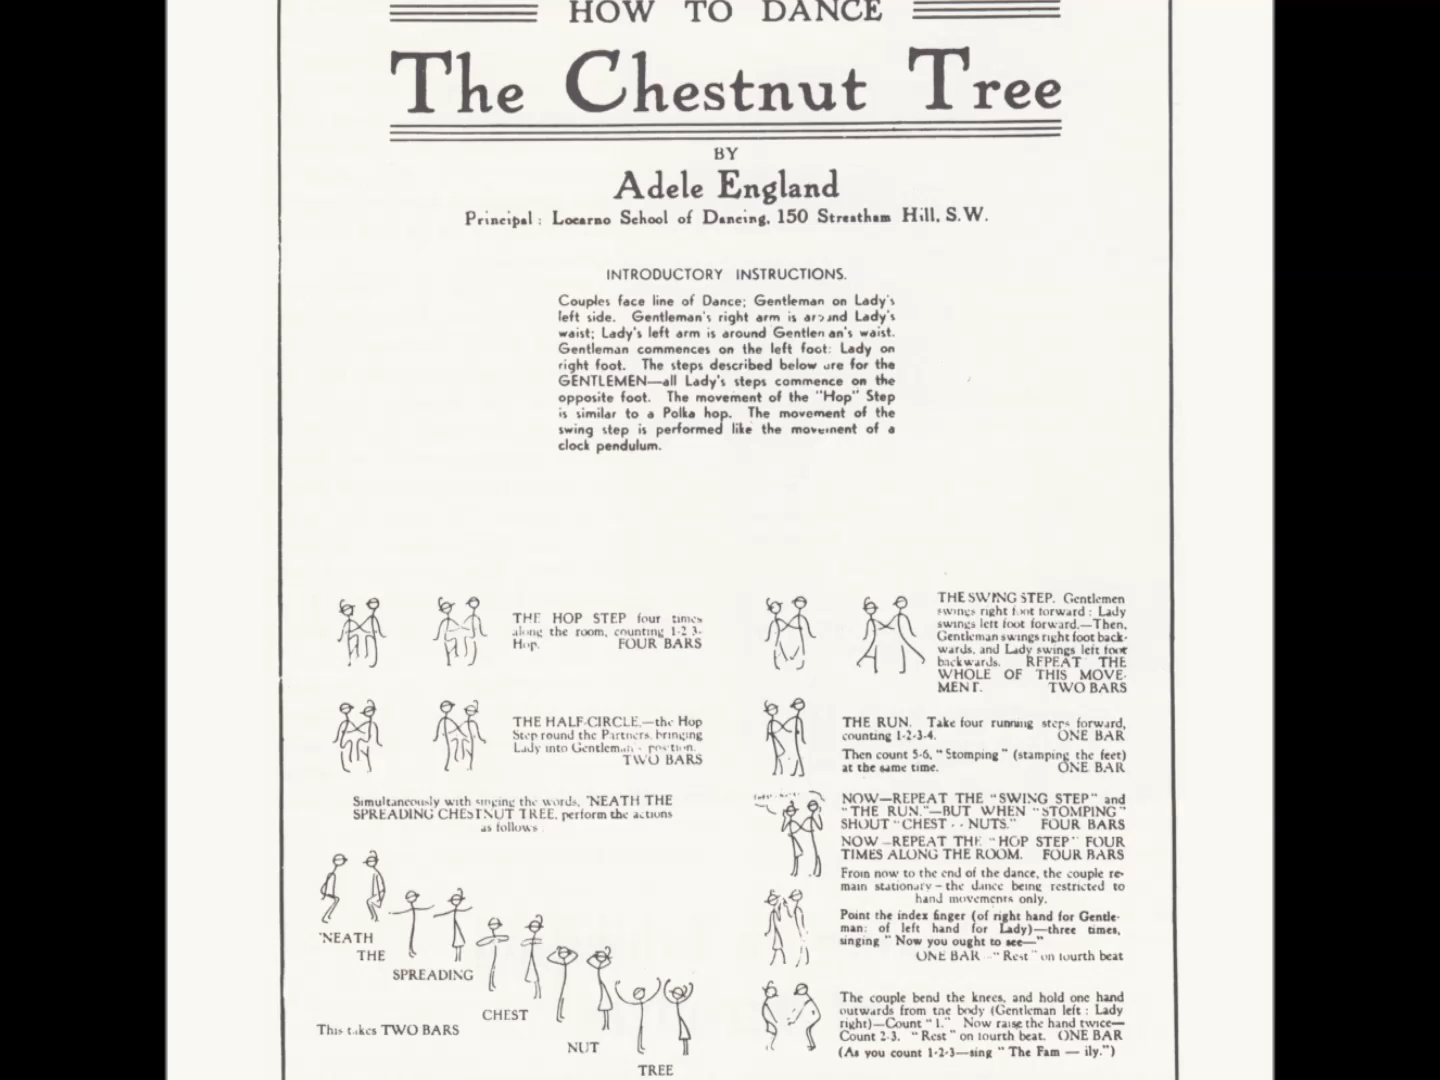 HOW TO DANCE
The Chestnut Tree
BY
Adele England
Principal: Locarno School of Dancing, 150 Streatham Hill, S.W.
INTRODUCTORY INSTRUCTIONS.
Couples face line of Dance; Gentleman on Lady's
left side. Gentleman's right arm is around Lady's
waist; Lady's left arm is around Gentleman's waist.
Gentleman commences on the left foot: Lady on
right foot. The steps described below are for the
GENTLEMEN—all Lady's steps commence on the
opposite foot. The movement of the "Hop" Step
is similar to a Polka hop. The movement of the
swing step is performed like the movement of a
clock pendulum.
THE HOP STEP four times
along the room, counting 1-2-3-
Hop. FOUR BARS
THE HALF-CIRCLE.—the Hop
Step round the Partners, bringing
Lady into Gentleman's position.
TWO BARS
Simultaneously with singing the words, 'NEATH THE
SPREADING CHESTNUT TREE, perform the actions
as follows
'NEATH
THE
SPREADING
CHEST
NUT
TREE
This takes TWO BARS
THE SWING STEP. Gentlemen
swings right foot forward: Lady
swings left foot forward.—Then,
Gentleman swings right foot back-
wards, and Lady swings left foot
backwards. REPEAT THE
WHOLE OF THIS MOVE-
MENT. TWO BARS
THE RUN. Take four running steps forward,
counting 1-2-3-4. ONE BAR
Then count 5-6, "Stomping" (stamping the feet)
at the same time. ONE BAR
NOW—REPEAT THE "SWING STEP" and
"THE RUN."—BUT WHEN "STOMPING"
SHOUT "CHEST - - NUTS." FOUR BARS
NOW—REPEAT THE "HOP STEP" FOUR
TIMES ALONG THE ROOM. FOUR BARS
From now to the end of the dance, the couple re-
main stationary—the dance being restricted to
hand movements only.
Point the index finger (of right hand for Gentle-
man: of left hand for Lady)—three times,
singing "Now you ought to see—"
ONE BAR—"Rest" on fourth beat
The couple bend the knees, and hold one hand
outwards from the body (Gentleman left: Lady
right)—Count "1." Now raise the hand twice—
Count 2-3. "Rest" on fourth beat. ONE BAR
(As you count 1-2-3—sing "The Fam — ily.")